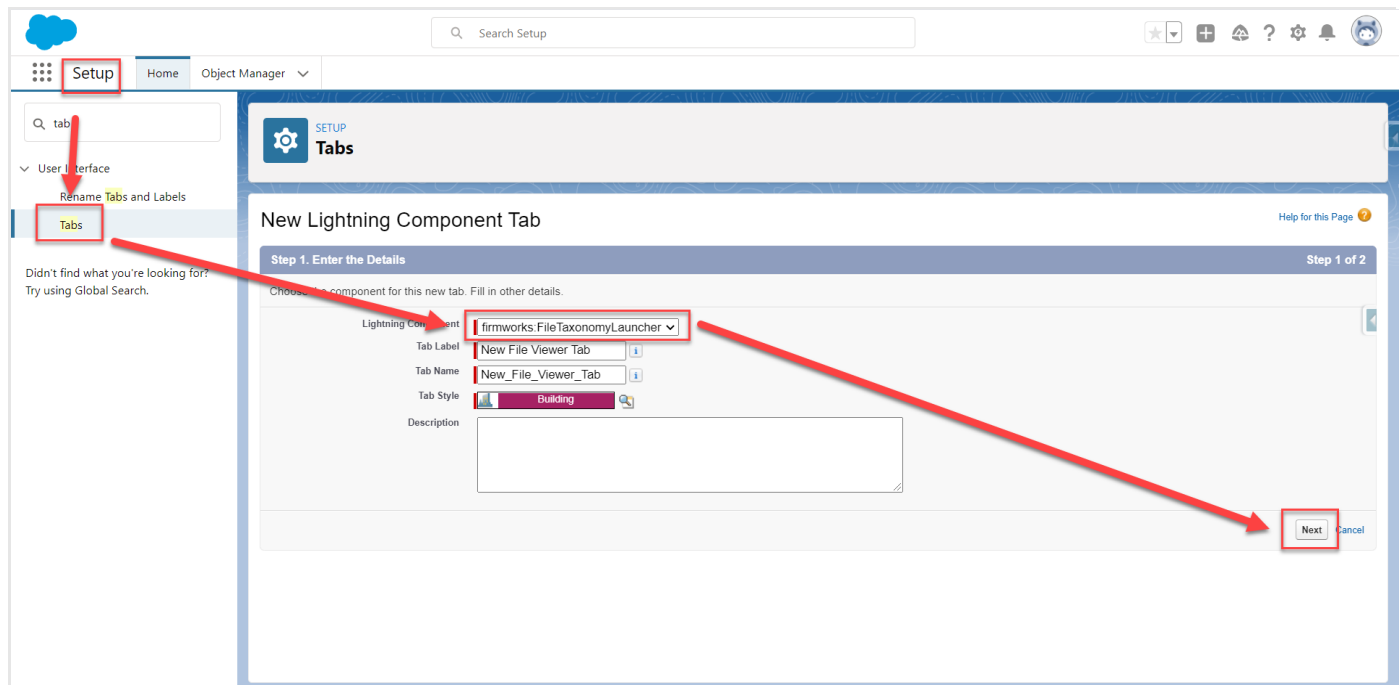 Search Setup
Setup
Home
Object Manager
tab
SETUP
Tabs
User Interface
Rename Tabs and Labels
Tabs
Didn't find what you're looking for?
Try using Global Search.
New Lightning Component Tab
Help for this Page
Step 1. Enter the Details
Step 1 of 2
Choose the component for this new tab. Fill in other details.
Lightning Component
firmworks:FileTaxonomyLauncher
Tab Label
New File Viewer Tab
Tab Name
New_File_Viewer_Tab
Tab Style
Building
Description
Next
Cancel